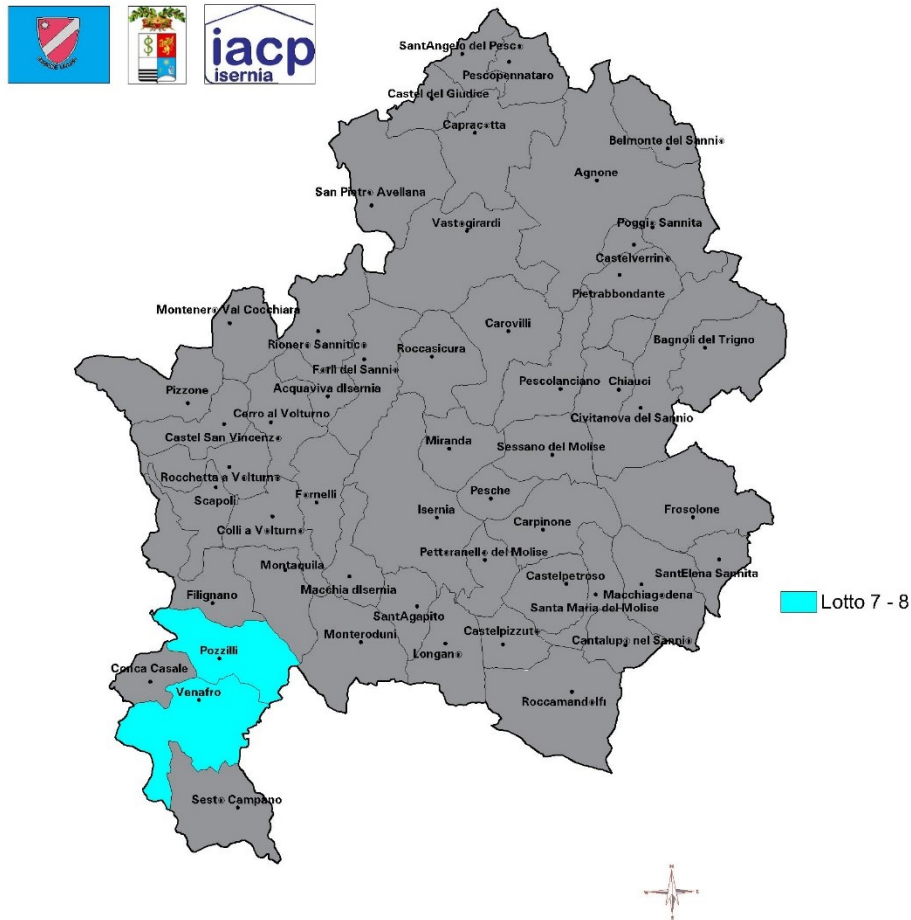 iacp
isernia
SantAngelo del Pesco
Pescopennataro
Castel del Giudice
Capracotta
Belmonte del Sannio
Agnone
San Pietro Avellana
Vastogirardi
Poggio Sannita
Castelverrino
Pietrabbondante
Montenero Val Cocchiara
Carovilli
Rionero Sannitico
Roccasicura
Bagnoli del Trigno
Forli del Sannio
Pizzone
Acquaviva dIsernia
Pescolanciano
Chiauci
Cerro al Volturno
Civitanova del Sannio
Castel San Vincenzo
Miranda
Sessano del Molise
Rocchetta a Volturno
Scapoli
Fornelli
Pesche
Isernia
Frosolone
Colli a Volturno
Carpinone
Pettoranello del Molise
Montaquila
SantElena Sannita
Macchia dIsernia
Castelpetroso
Filignano
Macchiagodena
Santa Maria del Molise
SantAgapito
Lotto 7 - 8
Monteroduni
Castelpizzuto
Cantalupo nel Sannio
Pozzilli
Longano
Conca Casale
Venafro
Roccamandolfi
Sesto Campano